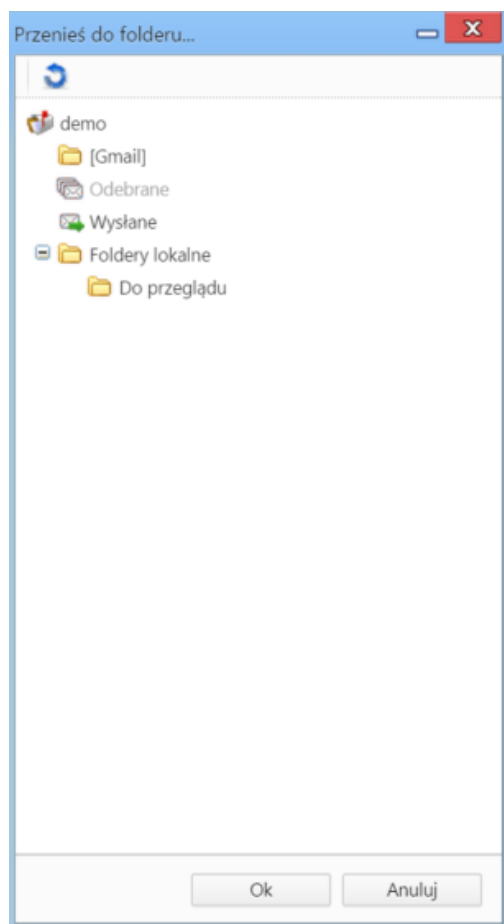 Przenieś do folderu...
demo
[Gmail]
Odebrane
Wysłane
Foldery lokalne
Do przeglądu
Ok Anuluj